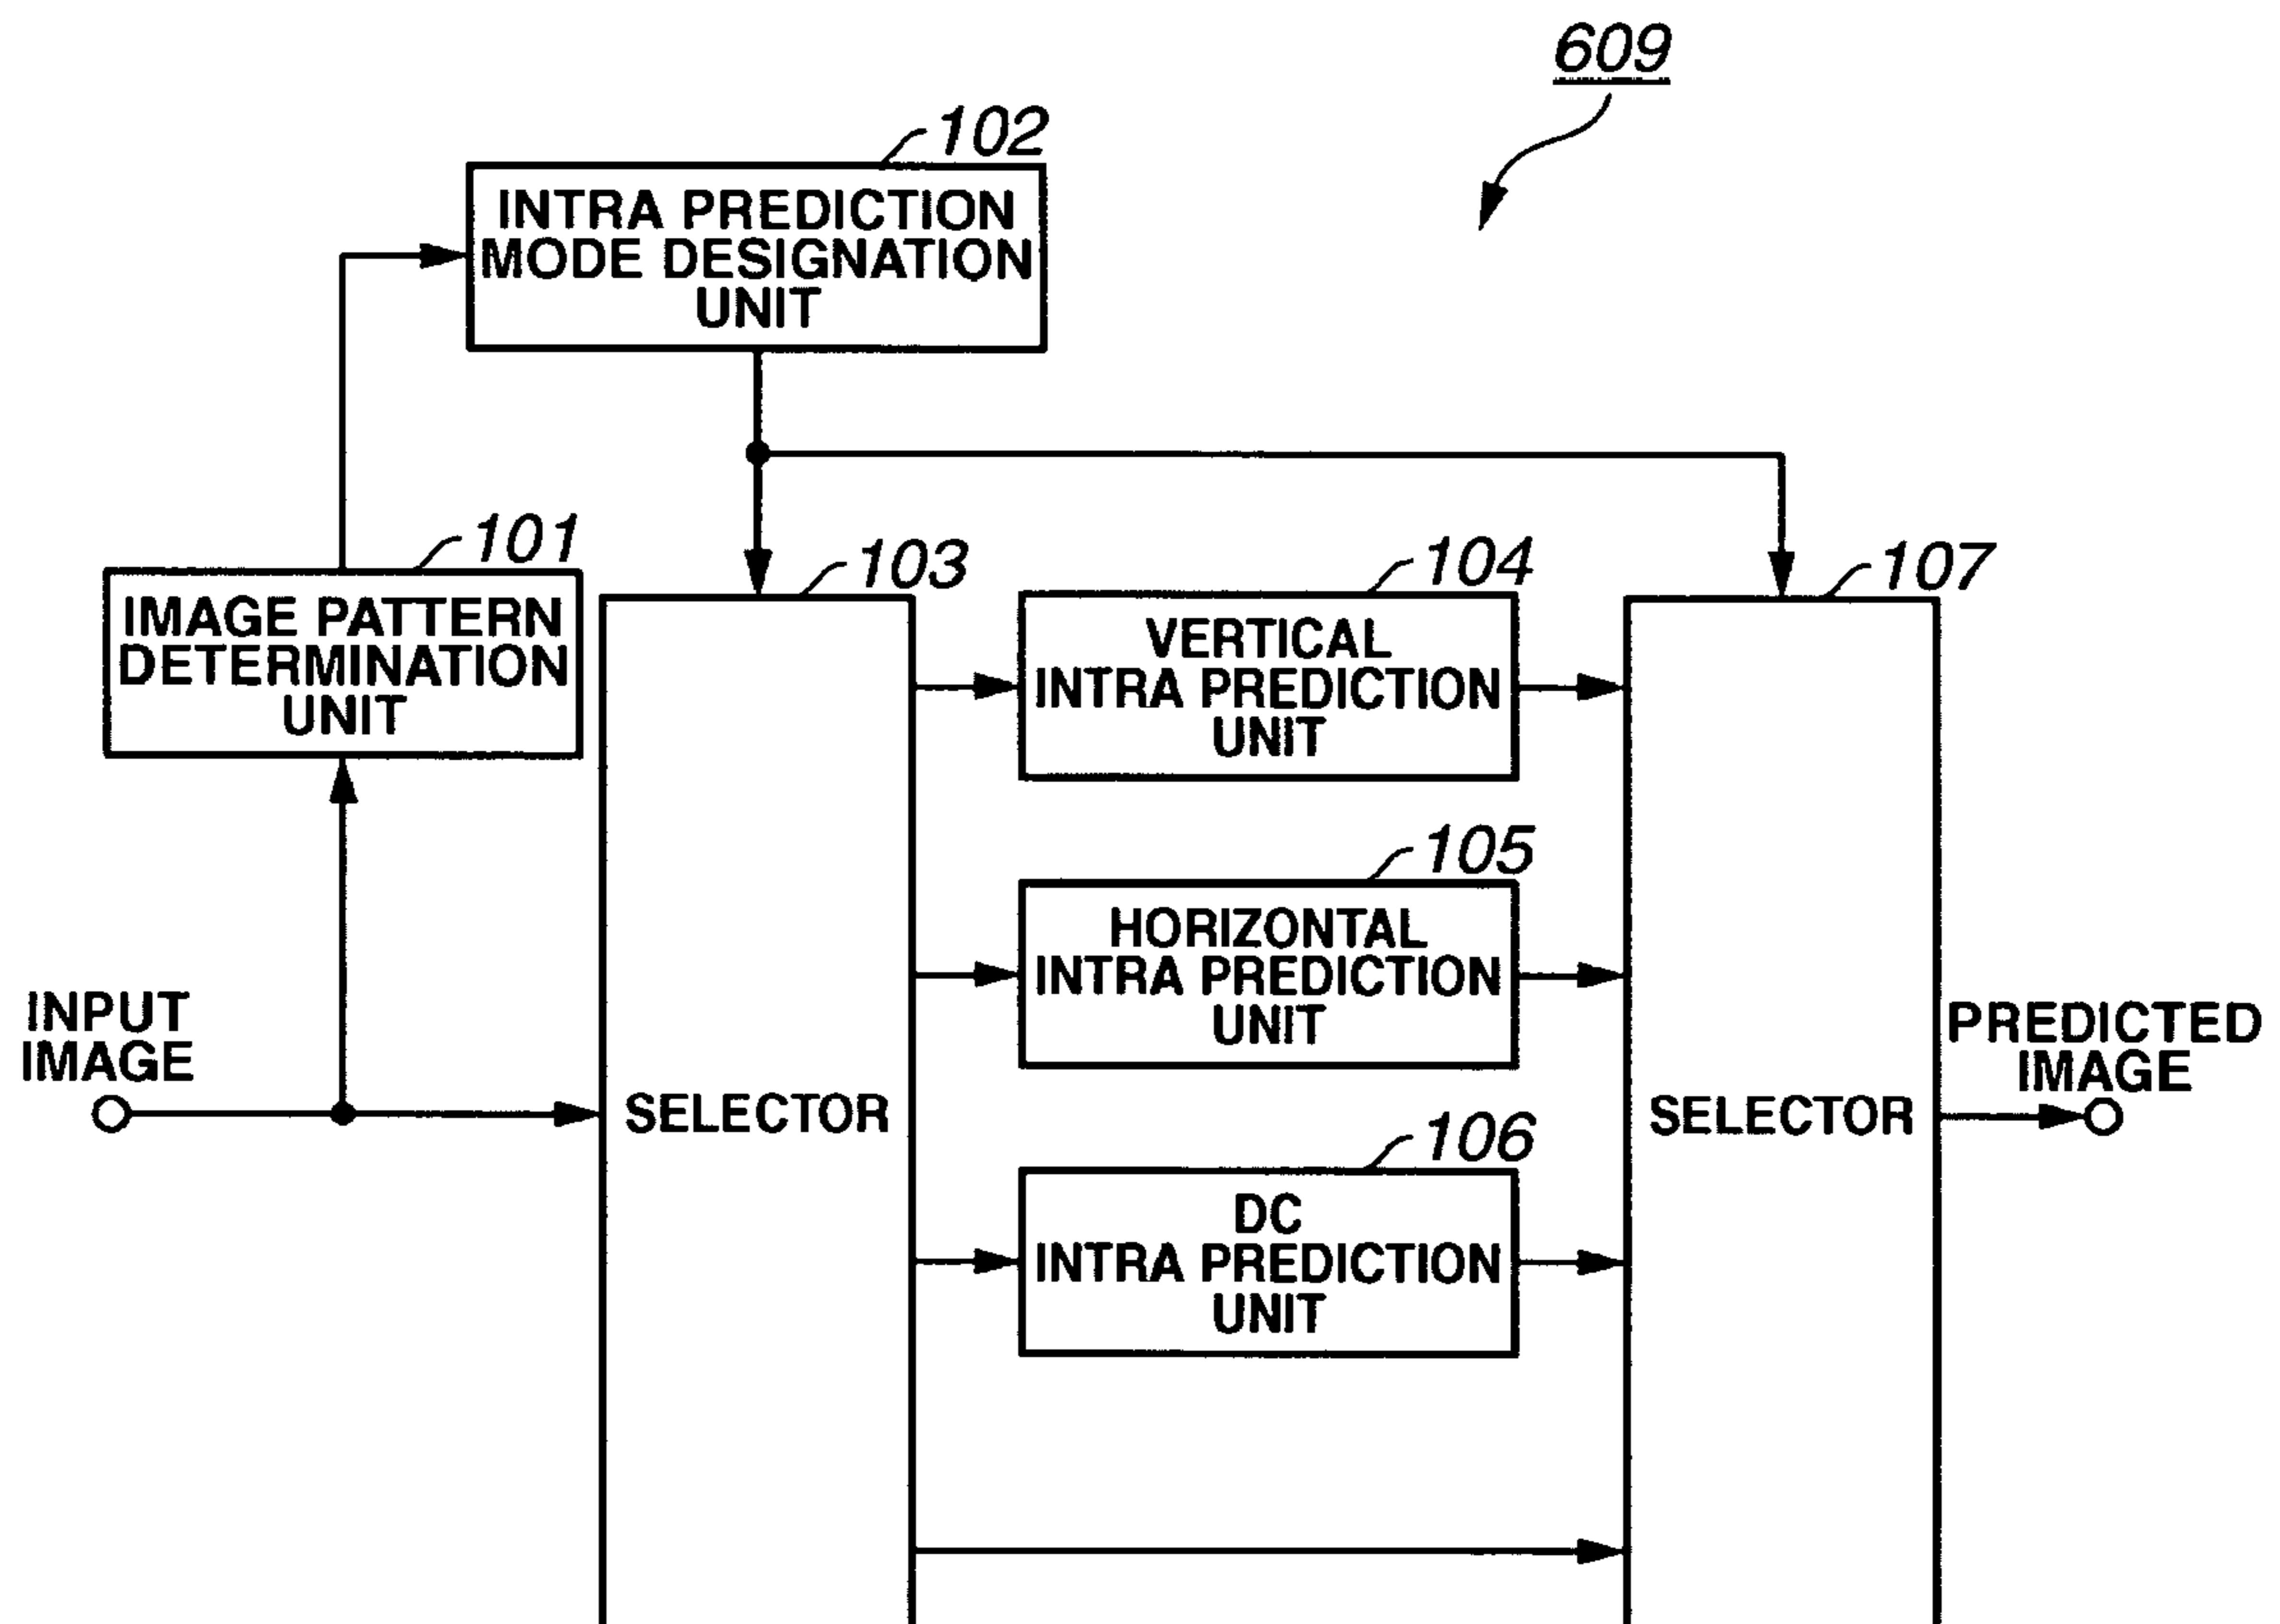 609
102
INTRA PREDICTION
MODE DESIGNATION
UNIT
101
IMAGE PATTERN
DETERMINATION
UNIT
103
104
VERTICAL
INTRA PREDICTION
UNIT
107
105
HORIZONTAL
INTRA PREDICTION
UNIT
INPUT
IMAGE
SELECTOR
106
DC
INTRA PREDICTION
UNIT
SELECTOR
PREDICTED
IMAGE